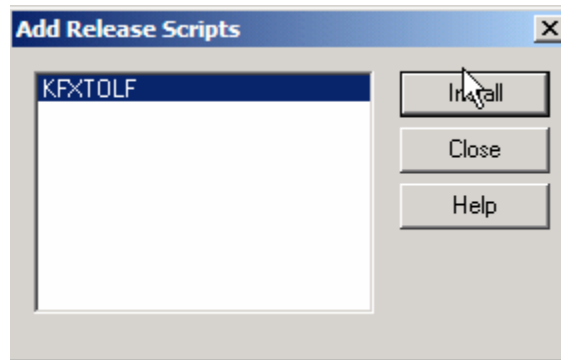 Add Release Scripts
KFXTOLF
Install
Close
Help